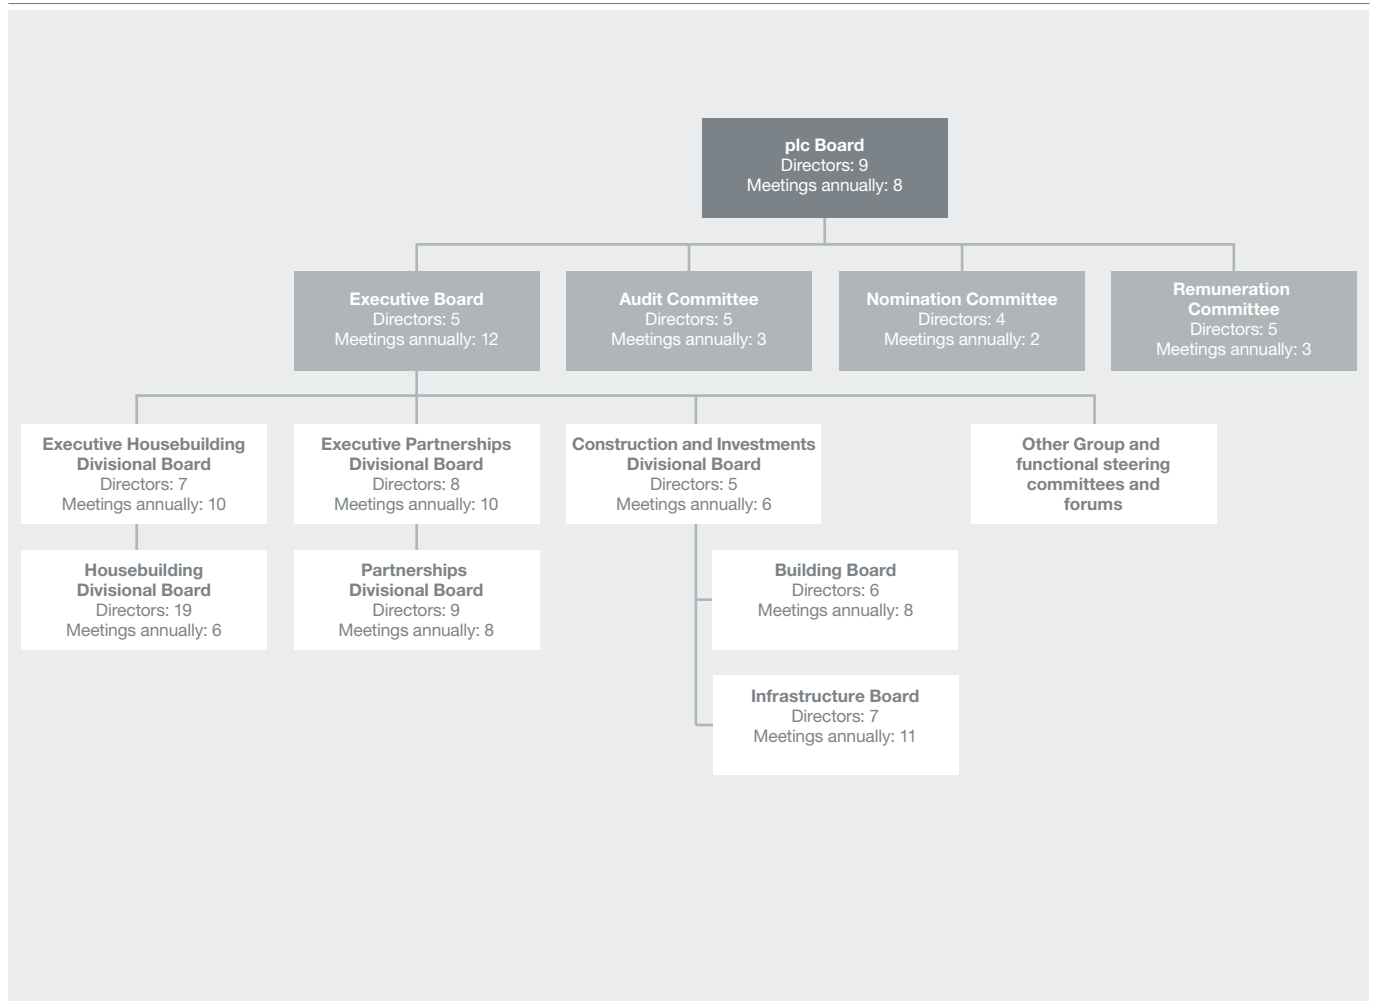 plc Board
Directors: 9
Meetings annually: 8
Executive Board
Directors: 5
Meetings annually: 12
Audit Committee
Directors: 5
Meetings annually: 3
Nomination Committee
Directors: 4
Meetings annually: 2
Remuneration
Committee
Directors: 5
Meetings annually: 3
Executive Housebuilding
Divisional Board
Directors: 7
Meetings annually: 10
Executive Partnerships
Divisional Board
Directors: 8
Meetings annually: 10
Construction and Investments
Divisional Board
Directors: 5
Meetings annually: 6
Other Group and
functional steering
committees and
forums
Housebuilding
Divisional Board
Directors: 19
Meetings annually: 6
Partnerships
Divisional Board
Directors: 9
Meetings annually: 8
Building Board
Directors: 6
Meetings annually: 8
Infrastructure Board
Directors: 7
Meetings annually: 11